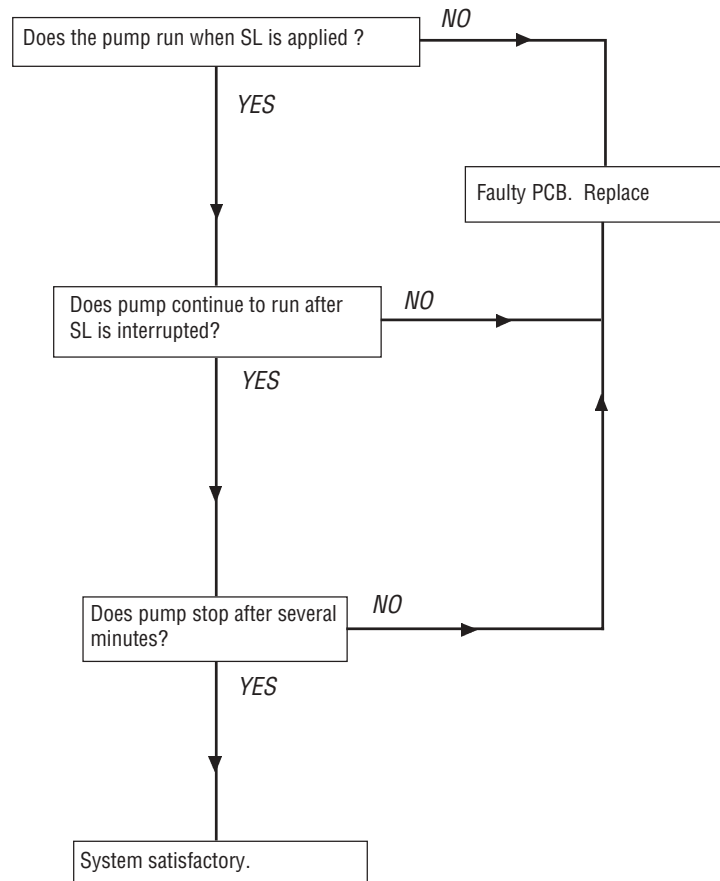 Does the pump run when SL is applied ?
NO
YES
Faulty PCB. Replace
Does pump continue to run after
SL is interrupted?
NO
YES
Does pump stop after several
minutes?
NO
YES
System satisfactory.